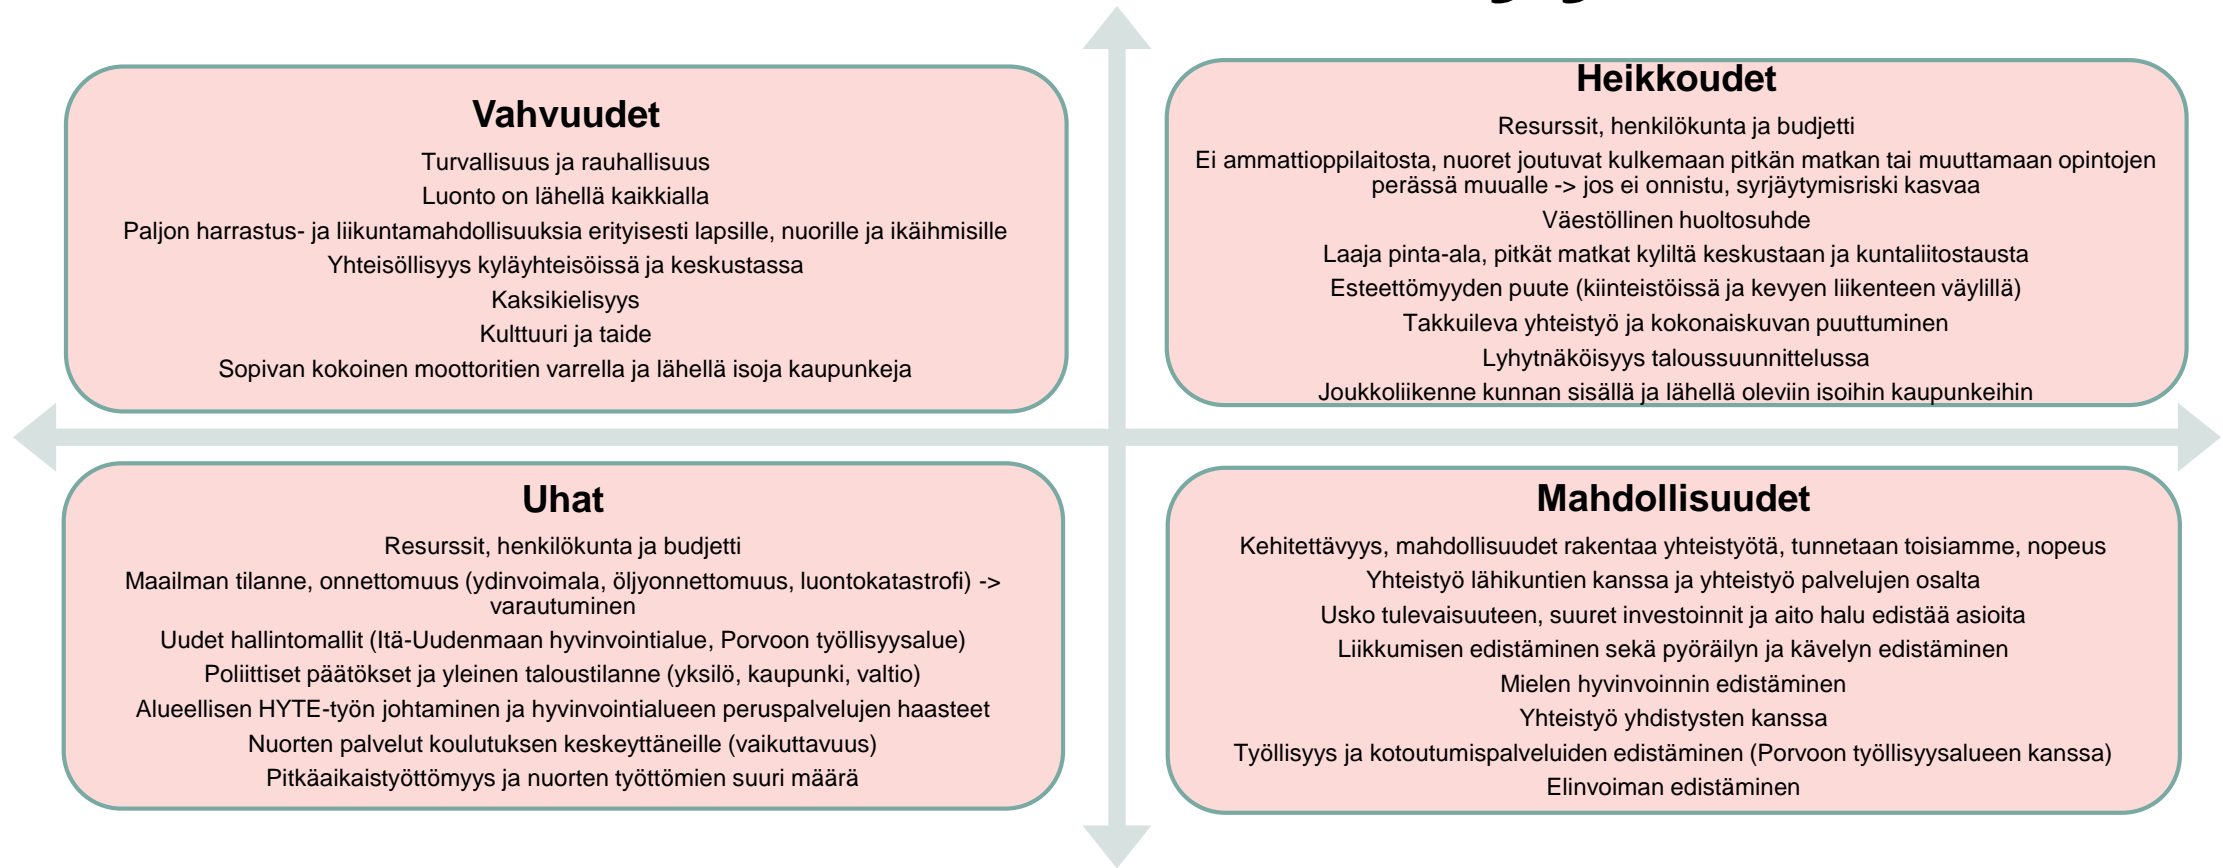 Vahvuudet
Turvallisuus ja rauhallisuus
Luonto on lähellä kaikkialla
Paljon harrastus- ja liikuntamahdollisuuksia erityisesti lapsille, nuorille ja ikäihmisille
Yhteisöllisyys kyläyhteisöissä ja keskustassa
Kaksikielisyys
Kulttuuri ja taide
Sopivan kokoinen moottoritien varrella ja lähellä isoja kaupunkeja
Heikkoudet
Resurssit, henkilökunta ja budjetti
Ei ammattioppilaitosta, nuoret joutuvat kulkemaan pitkän matkan tai muuttamaan opintojen
perässä muualle -> jos ei onnistu, syrjäytymisriski kasvaa
Väestöllinen huoltosuhde
Laaja pinta-ala, pitkät matkat kyliltä keskustaan ja kuntaliitostausta
Esteettömyyden puute (kiinteistöissä ja kevyen liikenteen väylillä)
Takkuileva yhteistyö ja kokonaiskuvan puuttuminen
Lyhytnäköisyys taloussuunnittelussa
Joukkoliikenne kunnan sisällä ja lähellä oleviin isoihin kaupunkeihin
Uhat
Resurssit, henkilökunta ja budjetti
Maailman tilanne, onnettomuus (ydinvoimala, öljyonnettomuus, luontokatastrofi) ->
varautuminen
Uudet hallintomallit (Itä-Uudenmaan hyvinvointialue, Porvoon työllisyysalue)
Poliittiset päätökset ja yleinen taloustilanne (yksilö, kaupunki, valtio)
Alueellisen HYTE-työn johtaminen ja hyvinvointialueen peruspalvelujen haasteet
Nuorten palvelut koulutuksen keskeyttäneille (vaikuttavuus)
Pitkäaikaistyöttömyys ja nuorten työttömien suuri määrä
Mahdollisuudet
Kehitettävyys, mahdollisuudet rakentaa yhteistyötä, tunnetaan toisiamme, nopeus
Yhteistyö lähikuntien kanssa ja yhteistyö palvelujen osalta
Usko tulevaisuuteen, suuret investoinnit ja aito halu edistää asioita
Liikkumisen edistäminen sekä pyöräilyn ja kävelyn edistäminen
Mielen hyvinvoinnin edistäminen
Yhteistyö yhdistysten kanssa
Työllisyys ja kotoutumispalveluiden edistäminen (Porvoon työllisyysalueen kanssa)
Elinvoiman edistäminen